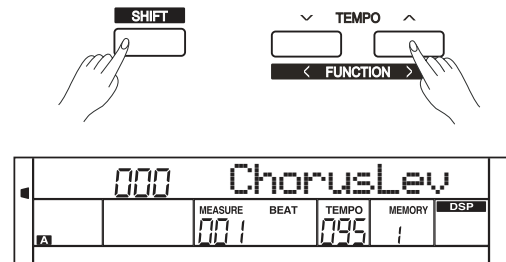 SHIFT
∨ TEMPO ∧
< FUNCTION >
000 ChorusLev
MEASURE BEAT TEMPO MEMORY DSP
A 001 095 1